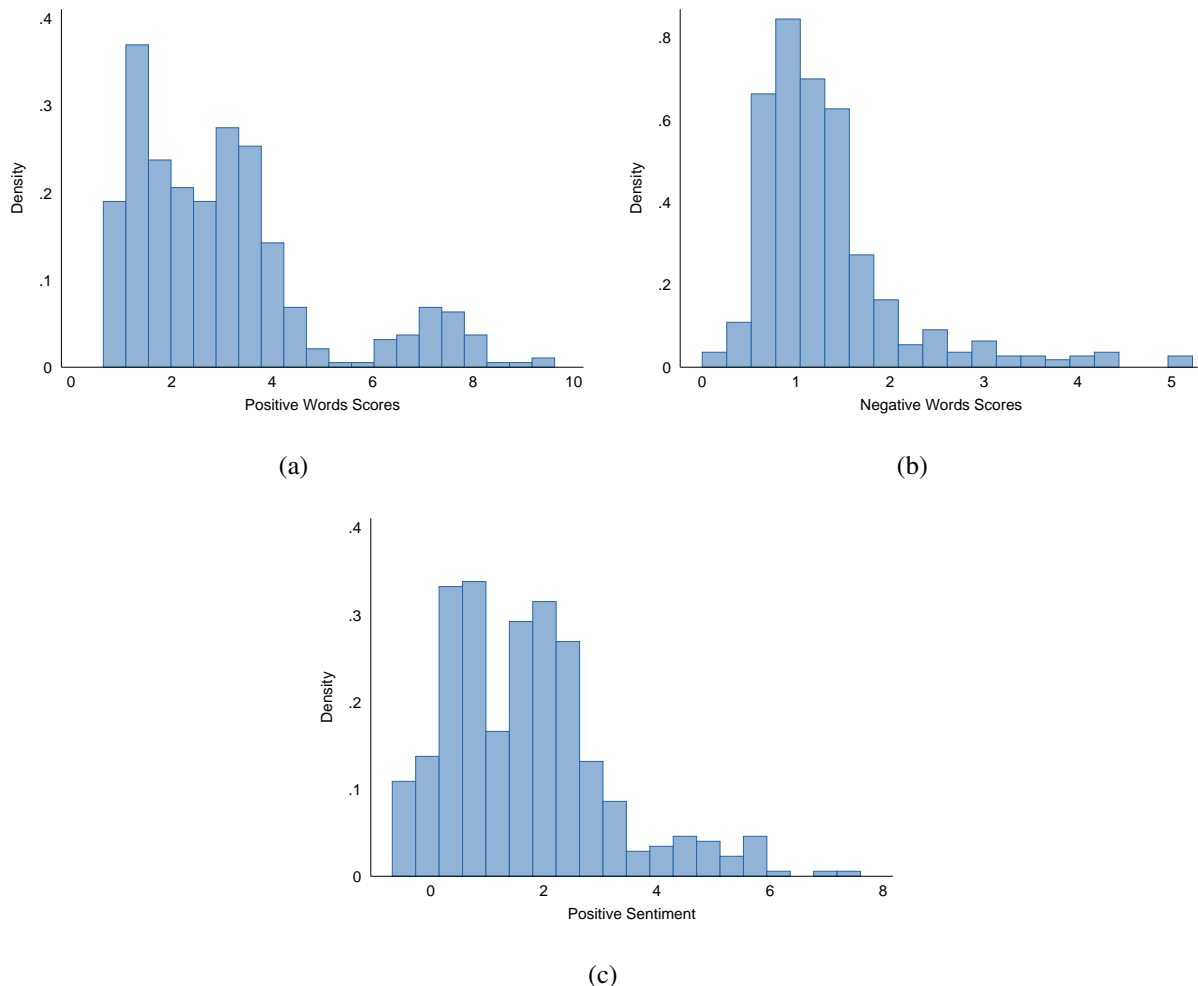 .4
.3
.2
.1
0
Density
0 2 4 6 8 10
Positive Words Scores
(a)
.8
.6
.4
.2
0
Density
0 1 2 3 4 5
Negative Words Scores
(b)
.4
.3
.2
.1
0
Density
0 2 4 6 8
Positive Sentiment
(c)